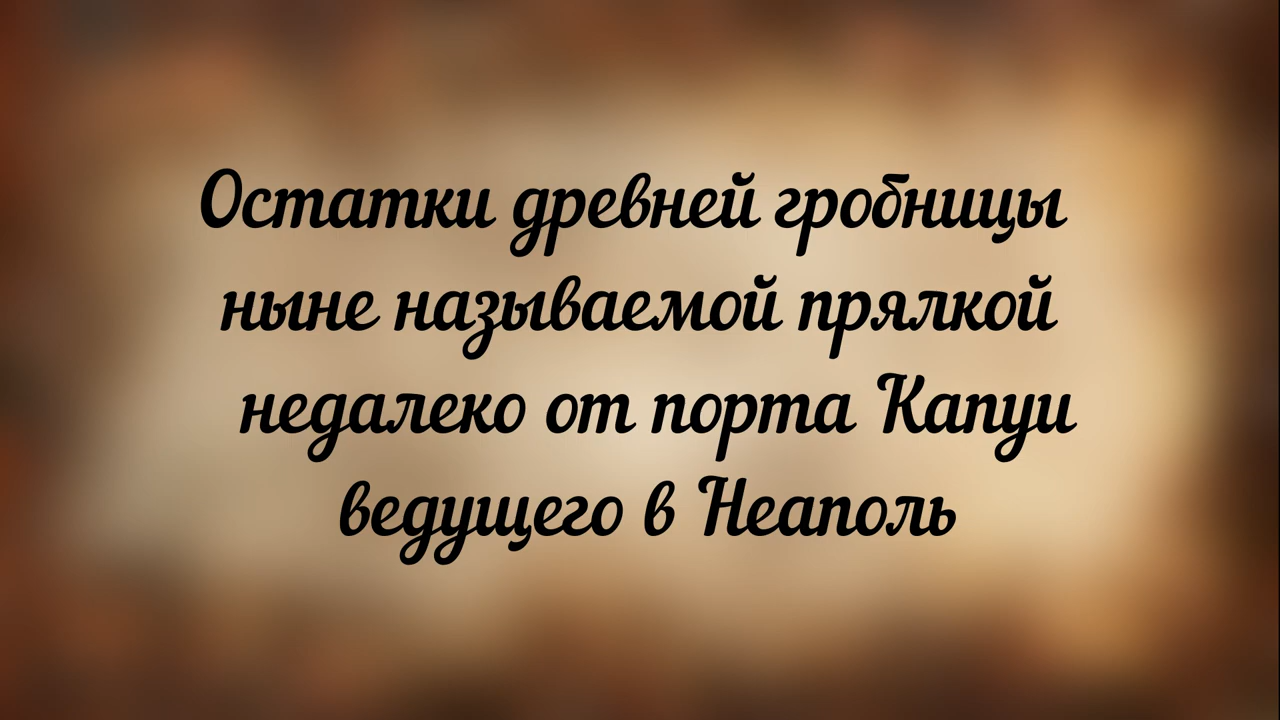 Остатки древней гробницы
ныне называемой прялкой
недалеко от порта Капуи
ведущего в Неаполь